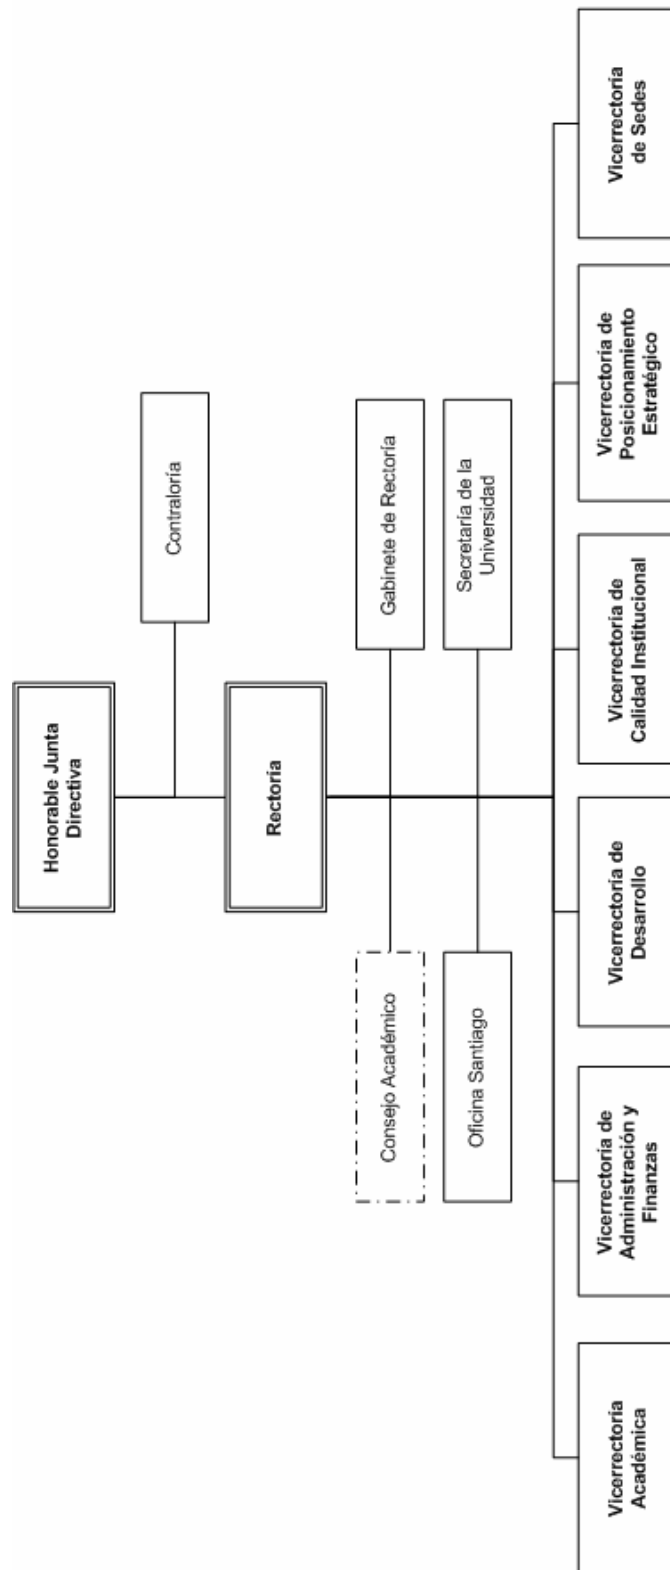 Honorable Junta
Directiva
Contraloría
Rectoría
Consejo Académico
Gabinete de Rectoría
Oficina Santiago
Secretaría de la
Universidad
Vicerrectoría
Académica
Vicerrectoría de
Administración y
Finanzas
Vicerrectoría de
Desarrollo
Vicerrectoría de
Calidad Institucional
Vicerrectoría de
Posicionamiento
Estratégico
Vicerrectoría
de Sedes